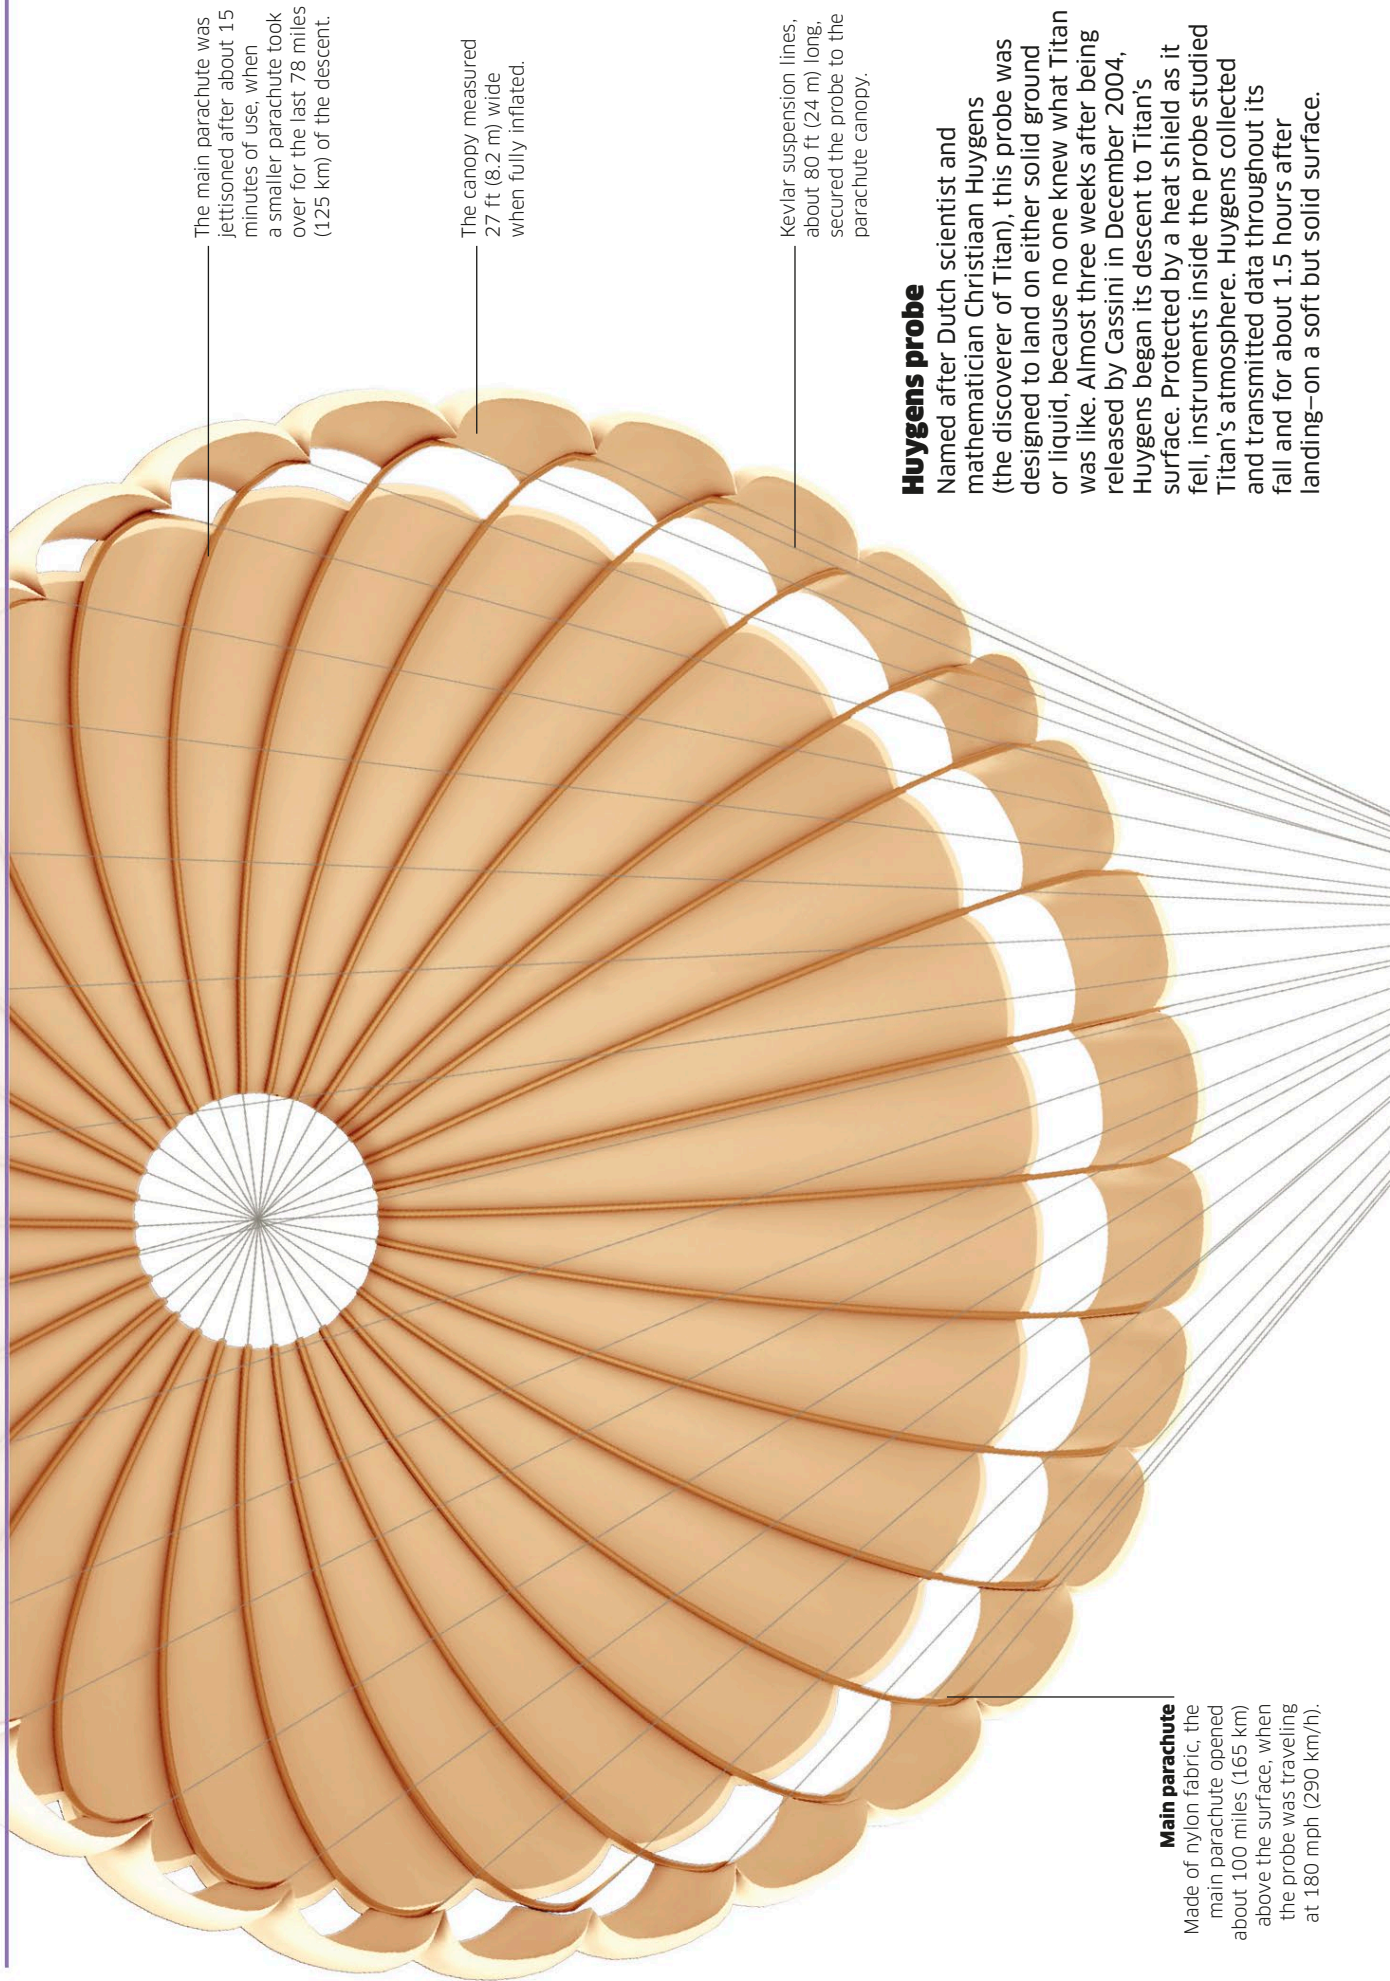 The main parachute was
jettisoned after about 15
minutes of use, when
a smaller parachute took
over for the last 78 miles
(125 km) of the descent.
The canopy measured
27 ft (8.2 m) wide
when fully inflated.
Kevlar suspension lines,
about 80 ft (24 m) long,
secured the probe to the
parachute canopy.
Huygens probe
Named after Dutch scientist and
mathematician Christiaan Huygens
(the discoverer of Titan), this probe was
designed to land on either solid ground
or liquid, because no one knew what Titan
was like. Almost three weeks after being
released by Cassini in December 2004,
Huygens began its descent to Titan’s
surface. Protected by a heat shield as it
fell, instruments inside the probe studied
Titan’s atmosphere. Huygens collected
and transmitted data throughout its
fall and for about 1.5 hours after
landing—on a soft but solid surface.
Main parachute
Made of nylon fabric, the
main parachute opened
about 100 miles (165 km)
above the surface, when
the probe was traveling
at 180 mph (290 km/h).